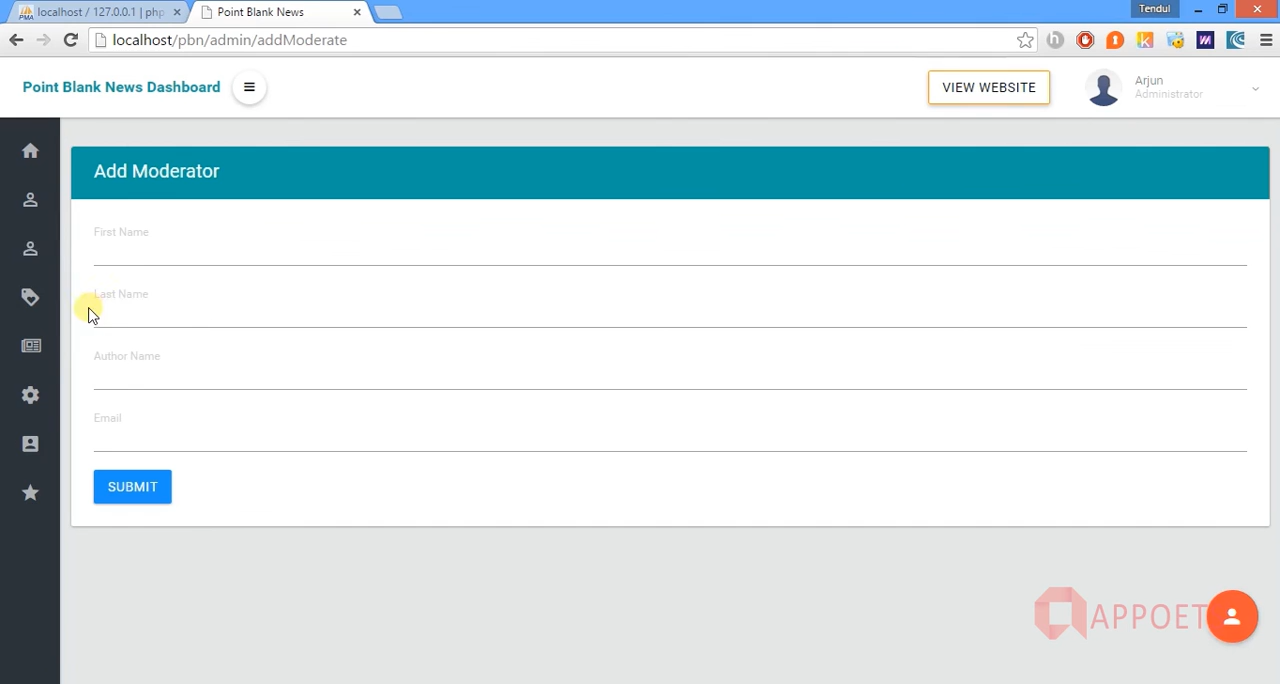 localhost / 127.0.0.1 | php
Point Blank News
Tendul
localhost/pbn/admin/addModerate
Point Blank News Dashboard
VIEW WEBSITE
Arjun
Administrator
Add Moderator
First Name
Last Name
Author Name
Email
SUBMIT
APPOET